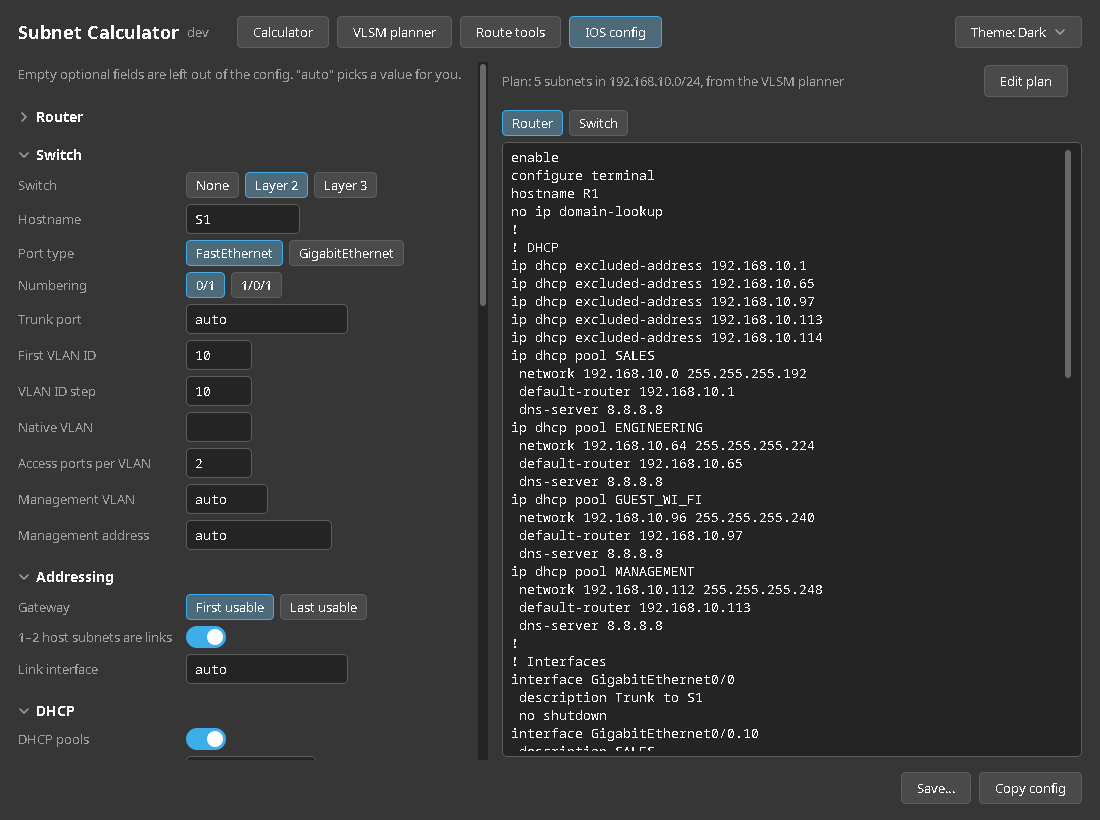 Subnet Calculator dev
Calculator
VLSM planner
Route tools
IOS config
Theme: Dark
Empty optional fields are left out of the config. "auto" picks a value for you.
Router
Switch
Switch None Layer 2 Layer 3
Hostname S1
Port type FastEthernet GigabitEthernet
Numbering 0/1 1/0/1
Trunk port auto
First VLAN ID 10
VLAN ID step 10
Native VLAN
Access ports per VLAN 2
Management VLAN auto
Management address auto
Addressing
Gateway First usable Last usable
1–2 host subnets are links
Link interface auto
DHCP
DHCP pools
Plan: 5 subnets in 192.168.10.0/24, from the VLSM planner
Edit plan
Router Switch
enable
configure terminal
hostname R1
no ip domain-lookup
!
! DHCP
ip dhcp excluded-address 192.168.10.1
ip dhcp excluded-address 192.168.10.65
ip dhcp excluded-address 192.168.10.97
ip dhcp excluded-address 192.168.10.113
ip dhcp excluded-address 192.168.10.114
ip dhcp pool SALES
 network 192.168.10.0 255.255.255.192
 default-router 192.168.10.1
 dns-server 8.8.8.8
ip dhcp pool ENGINEERING
 network 192.168.10.64 255.255.255.224
 default-router 192.168.10.65
 dns-server 8.8.8.8
ip dhcp pool GUEST_WI_FI
 network 192.168.10.96 255.255.255.240
 default-router 192.168.10.97
 dns-server 8.8.8.8
ip dhcp pool MANAGEMENT
 network 192.168.10.112 255.255.255.248
 default-router 192.168.10.113
 dns-server 8.8.8.8
!
! Interfaces
interface GigabitEthernet0/0
 description Trunk to S1
 no shutdown
interface GigabitEthernet0/0.10
 description SALES
Save...
Copy config